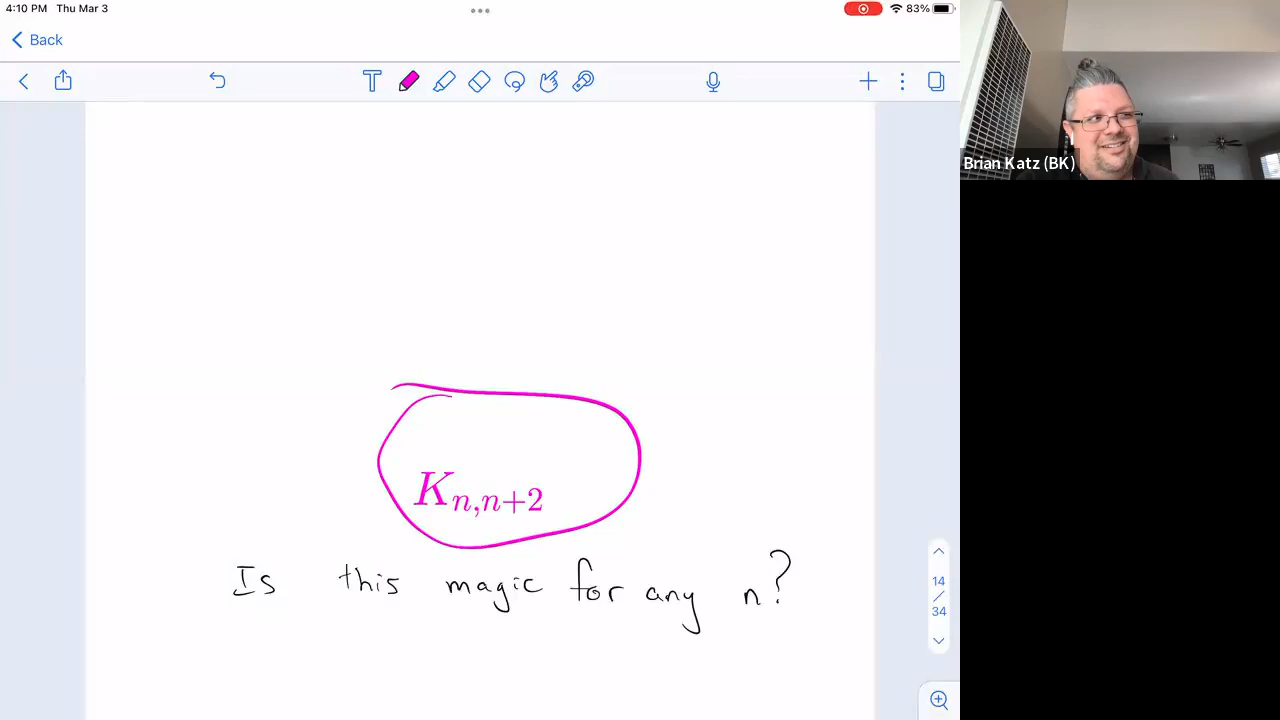 4:10 PM Thu Mar 3
83%
Back
T
Brian Katz (BK)
K_{n,n+2}
Is this magic for any n?
14
/
34